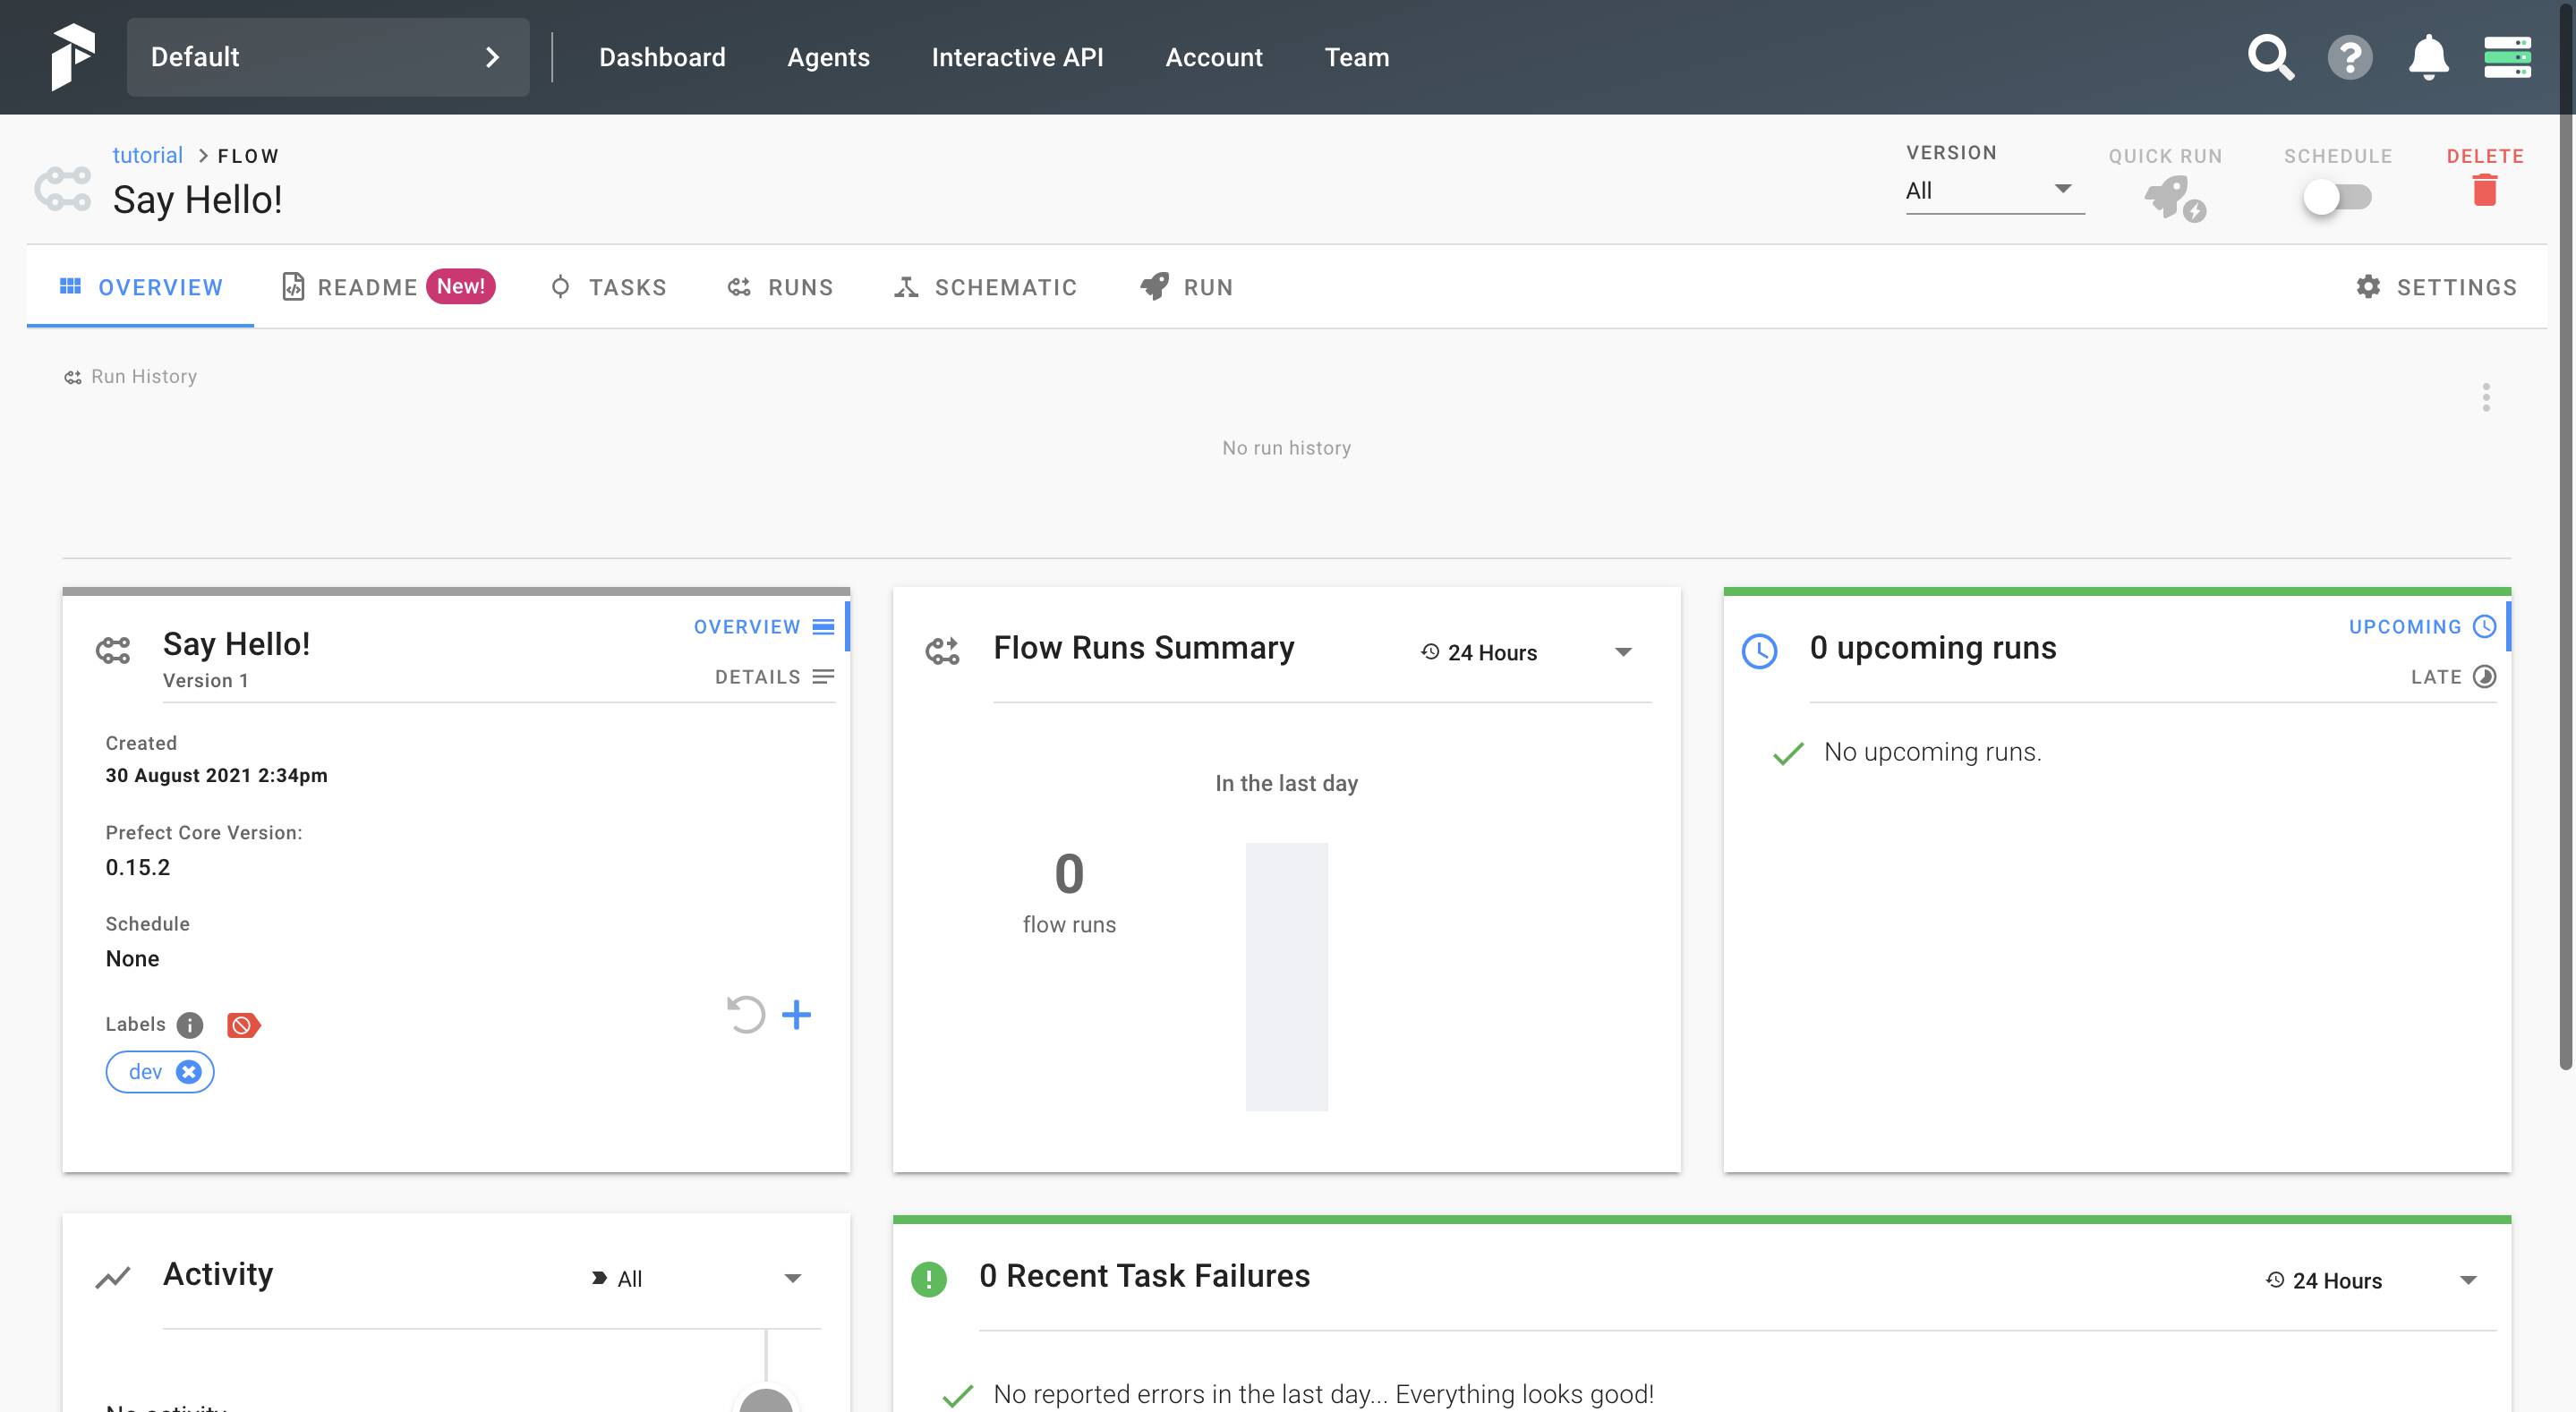 Default
Dashboard
Agents
Interactive API
Account
Team
tutorial > FLOW
Say Hello!
VERSION
All
QUICK RUN
SCHEDULE
DELETE
OVERVIEW
README New!
TASKS
RUNS
SCHEMATIC
RUN
SETTINGS
Run History
No run history
Say Hello!
Version 1
OVERVIEW
DETAILS
Created
30 August 2021 2:34pm
Prefect Core Version:
0.15.2
Schedule
None
Labels
dev
Flow Runs Summary
24 Hours
In the last day
0
flow runs
0 upcoming runs
UPCOMING
LATE
No upcoming runs.
Activity
All
No activity
0 Recent Task Failures
24 Hours
No reported errors in the last day... Everything looks good!